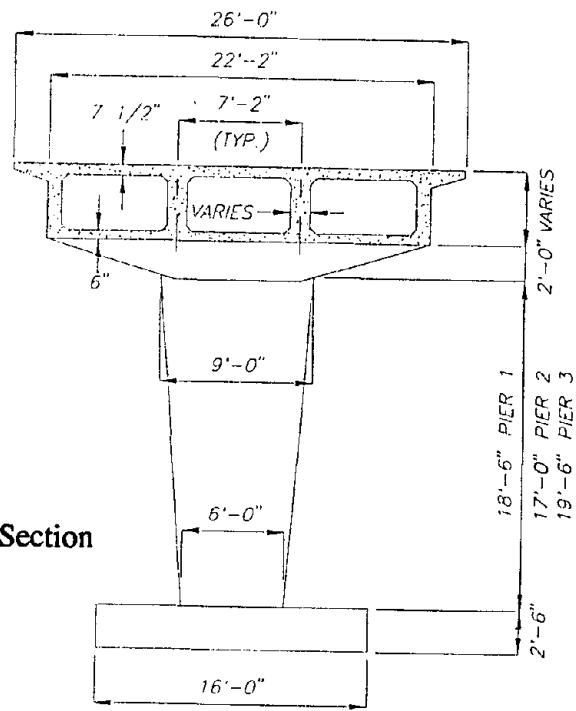 26'-0"
22'-2"
7'-2"
7 1/2"
(TYP.)
VARIES
6"
2'-0" VARIES
9'-0"
18'-6" PIER 1
17'-0" PIER 2
19'-6" PIER 3
6'-0"
Section
2'-6"
16'-0"